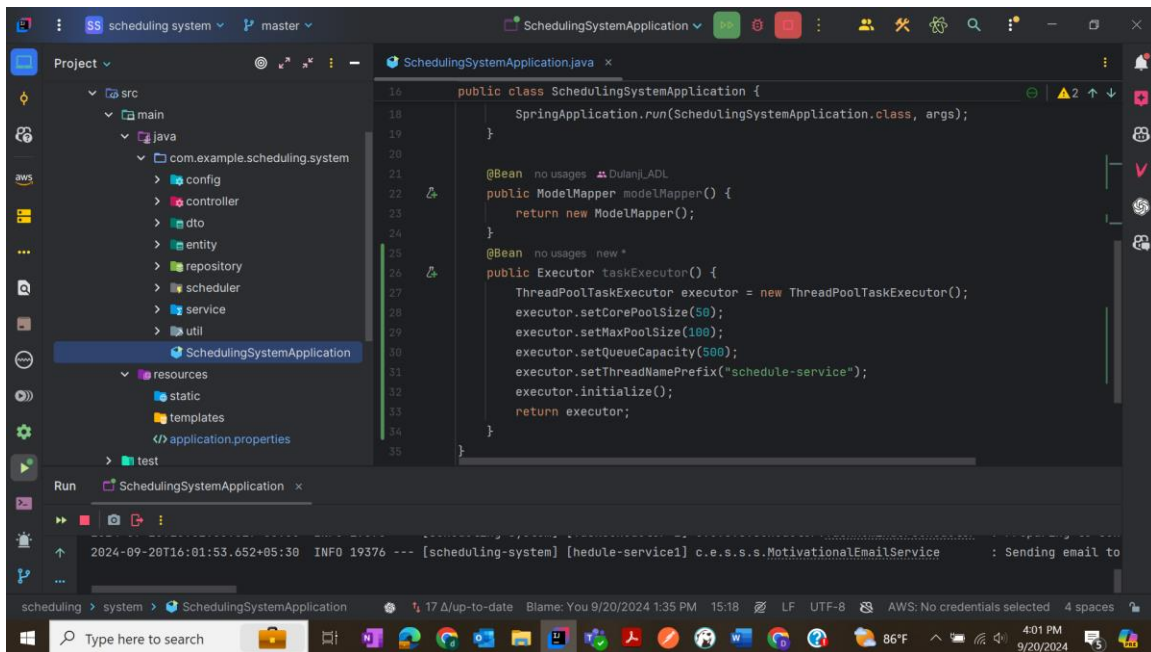 SS scheduling system master SchedulingSystemApplication
Project
SchedulingSystemApplication.java
src
main
java
com.example.scheduling.system
config
controller
dto
entity
repository
scheduler
service
util
SchedulingSystemApplication
resources
static
templates
application.properties
test
aws
16 public class SchedulingSystemApplication { 2
18 SpringApplication.run(SchedulingSystemApplication.class, args);
19 }
20
21 @Bean no usages Dulanji_ADL
22 public ModelMapper modelMapper() {
23 return new ModelMapper();
24 }
25 @Bean no usages new *
26 public Executor taskExecutor() {
27 ThreadPoolTaskExecutor executor = new ThreadPoolTaskExecutor();
28 executor.setCorePoolSize(50);
29 executor.setMaxPoolSize(100);
30 executor.setQueueCapacity(500);
31 executor.setThreadNamePrefix("schedule-service");
32 executor.initialize();
33 return executor;
34 }
35 }
Run SchedulingSystemApplication
2024-09-20T16:01:53.652+05:30 INFO 19376 --- [scheduling-system] [hedule-service1] c.e.s.s.s.MotivationalEmailService : Sending email to
scheduling > system > SchedulingSystemApplication 17 Δ/up-to-date Blame: You 9/20/2024 1:35 PM 15:18 LF UTF-8 AWS: No credentials selected 4 spaces
Type here to search 86°F 4:01 PM
9/20/2024